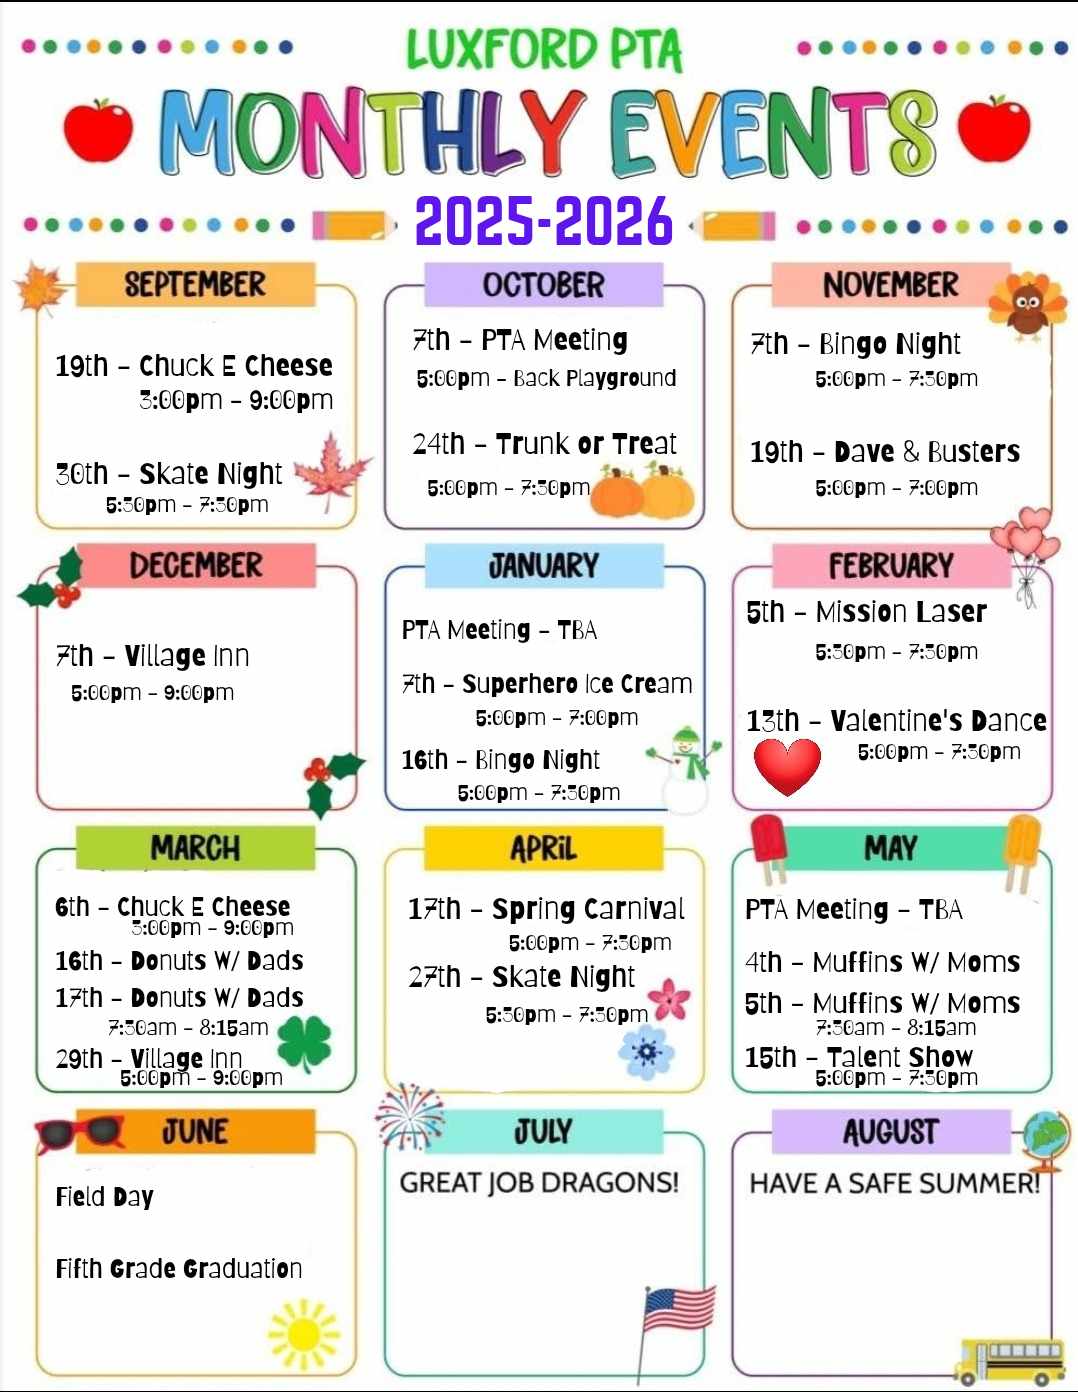 LUXFORD PTA
MONTHLY EVENTS
2025-2026
SEPTEMBER
19th - Chuck E Cheese
3:00pm - 9:00pm
30th - Skate Night
5:30pm - 7:30pm
OCTOBER
7th - PTA Meeting
5:00pm - Back Playground
24th - Trunk or Treat
5:00pm - 7:30pm
NOVEMBER
7th - Bingo Night
5:00pm - 7:30pm
19th - Dave & Busters
5:00pm - 7:00pm
DECEMBER
7th - Village Inn
5:00pm - 9:00pm
JANUARY
PTA Meeting - TBA
7th - Superhero Ice Cream
5:00pm - 7:00pm
16th - Bingo Night
5:00pm - 7:30pm
FEBRUARY
5th - Mission Laser
5:30pm - 7:30pm
13th - Valentine's Dance
5:00pm - 7:30pm
MARCH
6th - Chuck E Cheese
3:00pm - 9:00pm
16th - Donuts W/ Dads
17th - Donuts W/ Dads
7:30am - 8:15am
29th - Village Inn
5:00pm - 9:00pm
APRIL
17th - Spring Carnival
5:00pm - 7:30pm
27th - Skate Night
5:30pm - 7:30pm
MAY
PTA Meeting - TBA
4th - Muffins W/ Moms
5th - Muffins W/ Moms
7:30am - 8:15am
15th - Talent Show
5:00pm - 7:30pm
JUNE
Field Day
Fifth Grade Graduation
JULY
GREAT JOB DRAGONS!
AUGUST
HAVE A SAFE SUMMER!